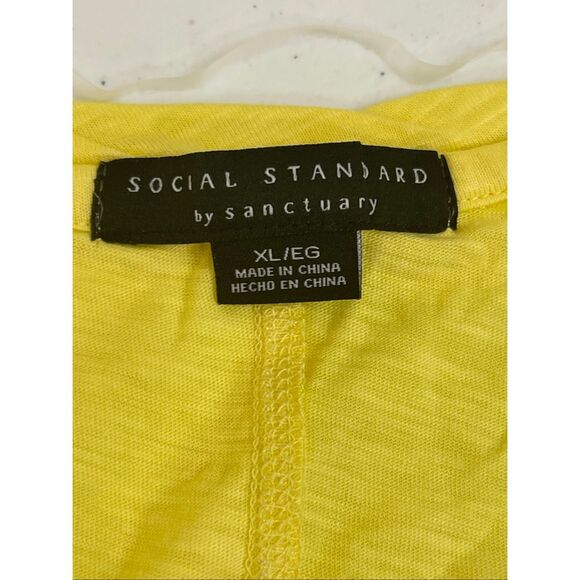 SOCIAL STANDARD
by sanctuary
XL/EG
MADE IN CHINA
HECHO EN CHINA